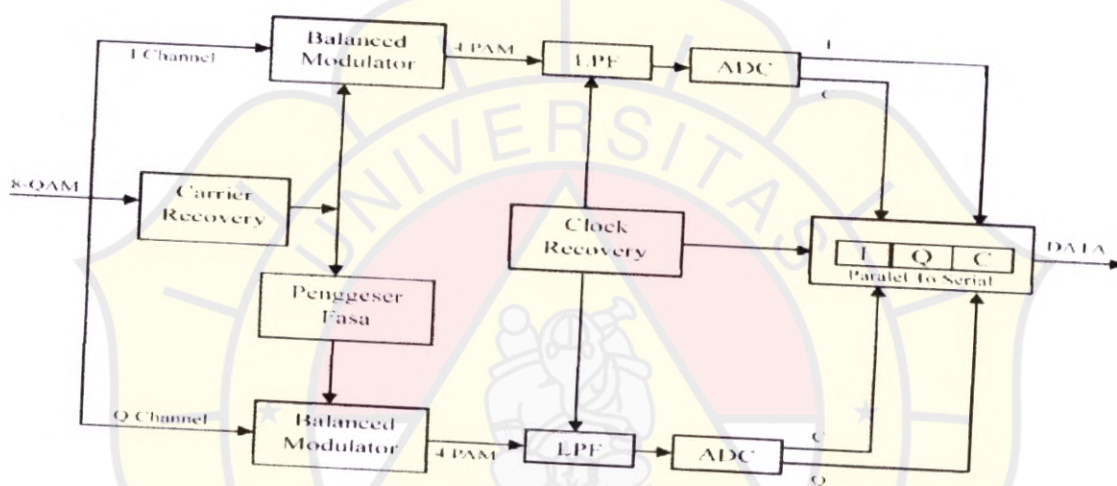 I Channel
Balanced
Modulator
4-PAM
LPF
ADC
I
C
8-QAM
Carrier
Recovery
UNIVERSITAS
Clock
Recovery
I Q C
Paralel To Serial
DATA
Penggeser
Fasa
Q Channel
Balanced
Modulator
4-PAM
LPF
ADC
C
Q